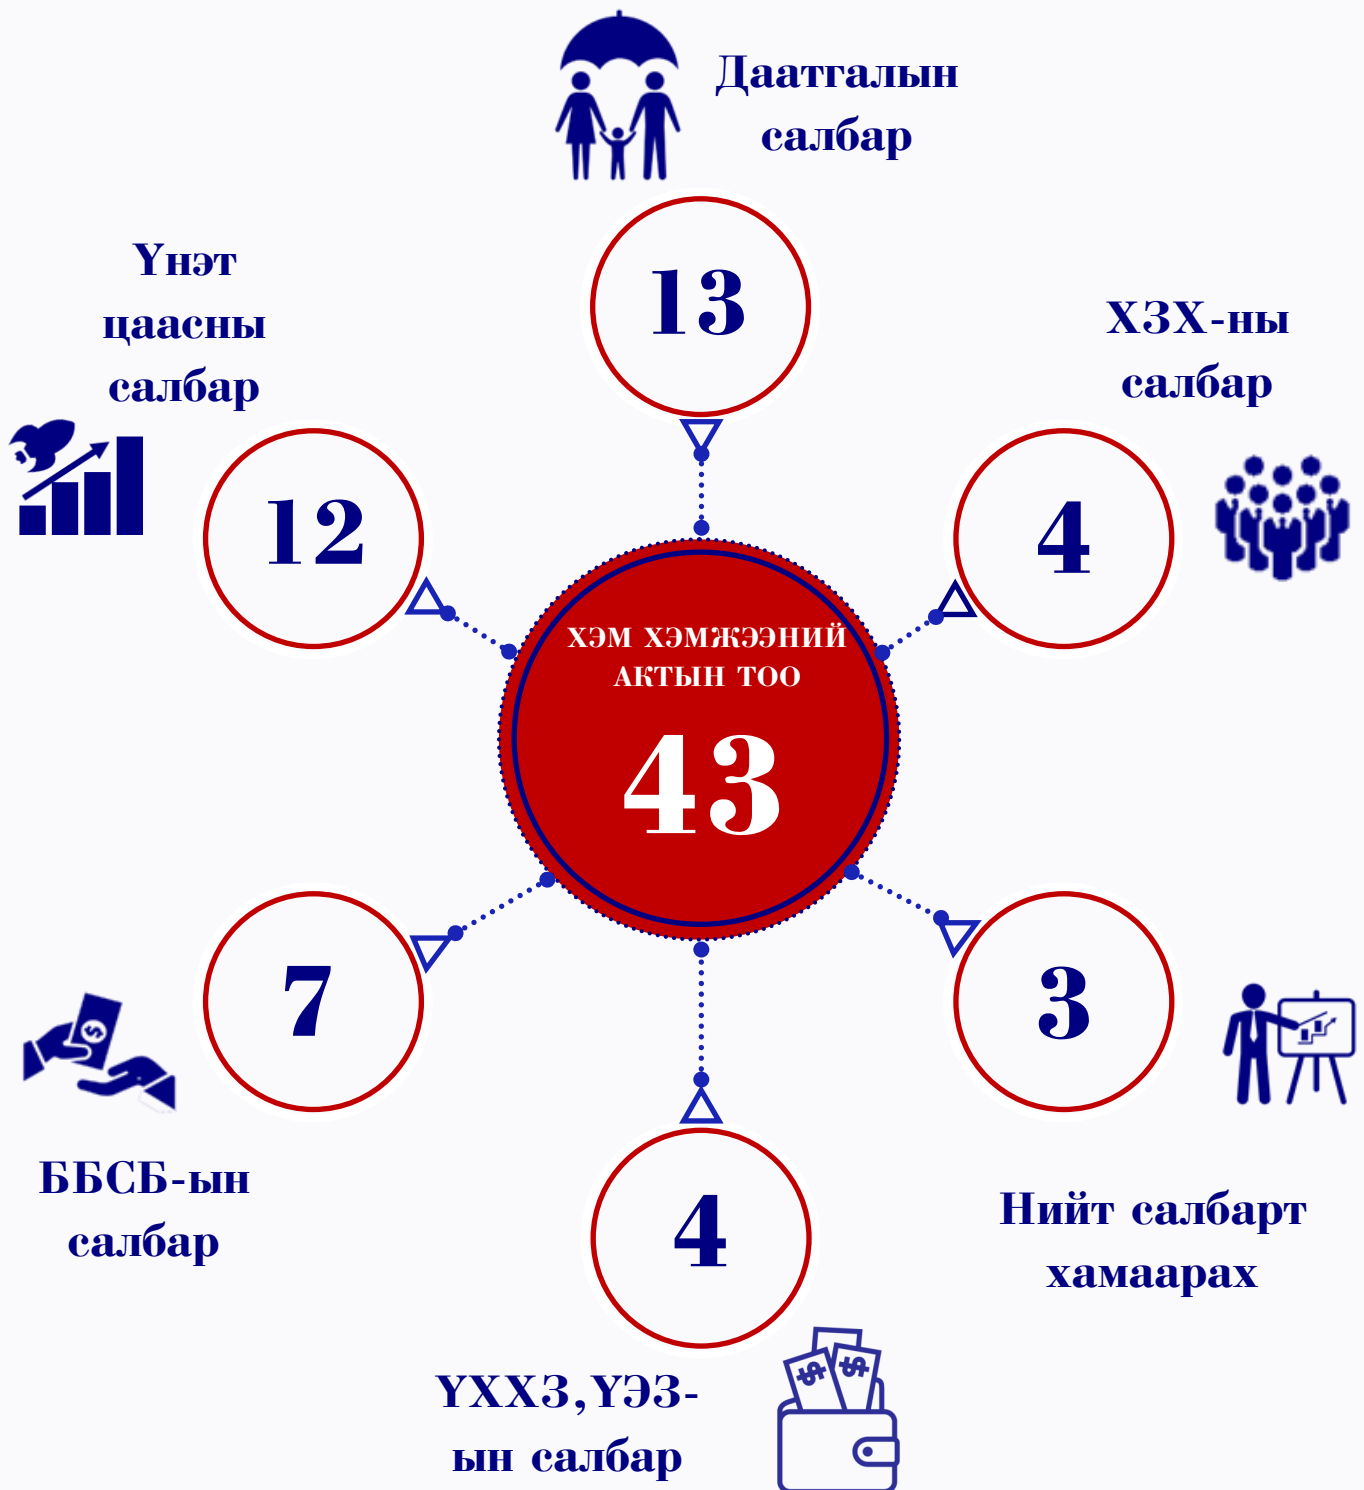 Даатгалын
салбар
13
Үнэт
цаасны
салбар
12
ХЗХ-ны
салбар
4
ХЭМ ХЭМЖЭЭНИЙ
АКТЫН ТОО
43
7
ББСБ-ын
салбар
3
Нийт салбарт
хамаарах
4
ҮХХЗ,ҮЭЗ-
ын салбар